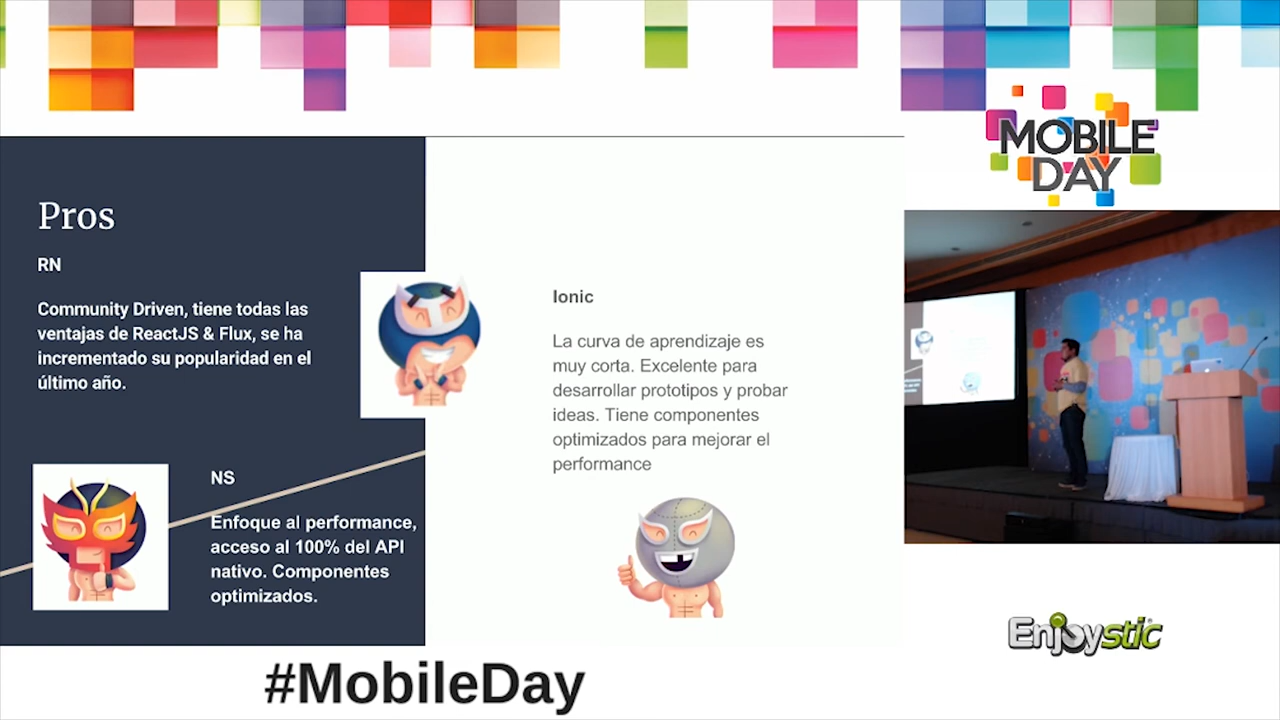 MOBILE
DAY
Pros
RN
Community Driven, tiene todas las
ventajas de ReactJS & Flux, se ha
incrementado su popularidad en el
último año.
NS
Enfoque al performance,
acceso al 100% del API
nativo. Componentes
optimizados.
Ionic
La curva de aprendizaje es
muy corta. Excelente para
desarrollar prototipos y probar
ideas. Tiene componentes
optimizados para mejorar el
performance
Enjoystic
#MobileDay